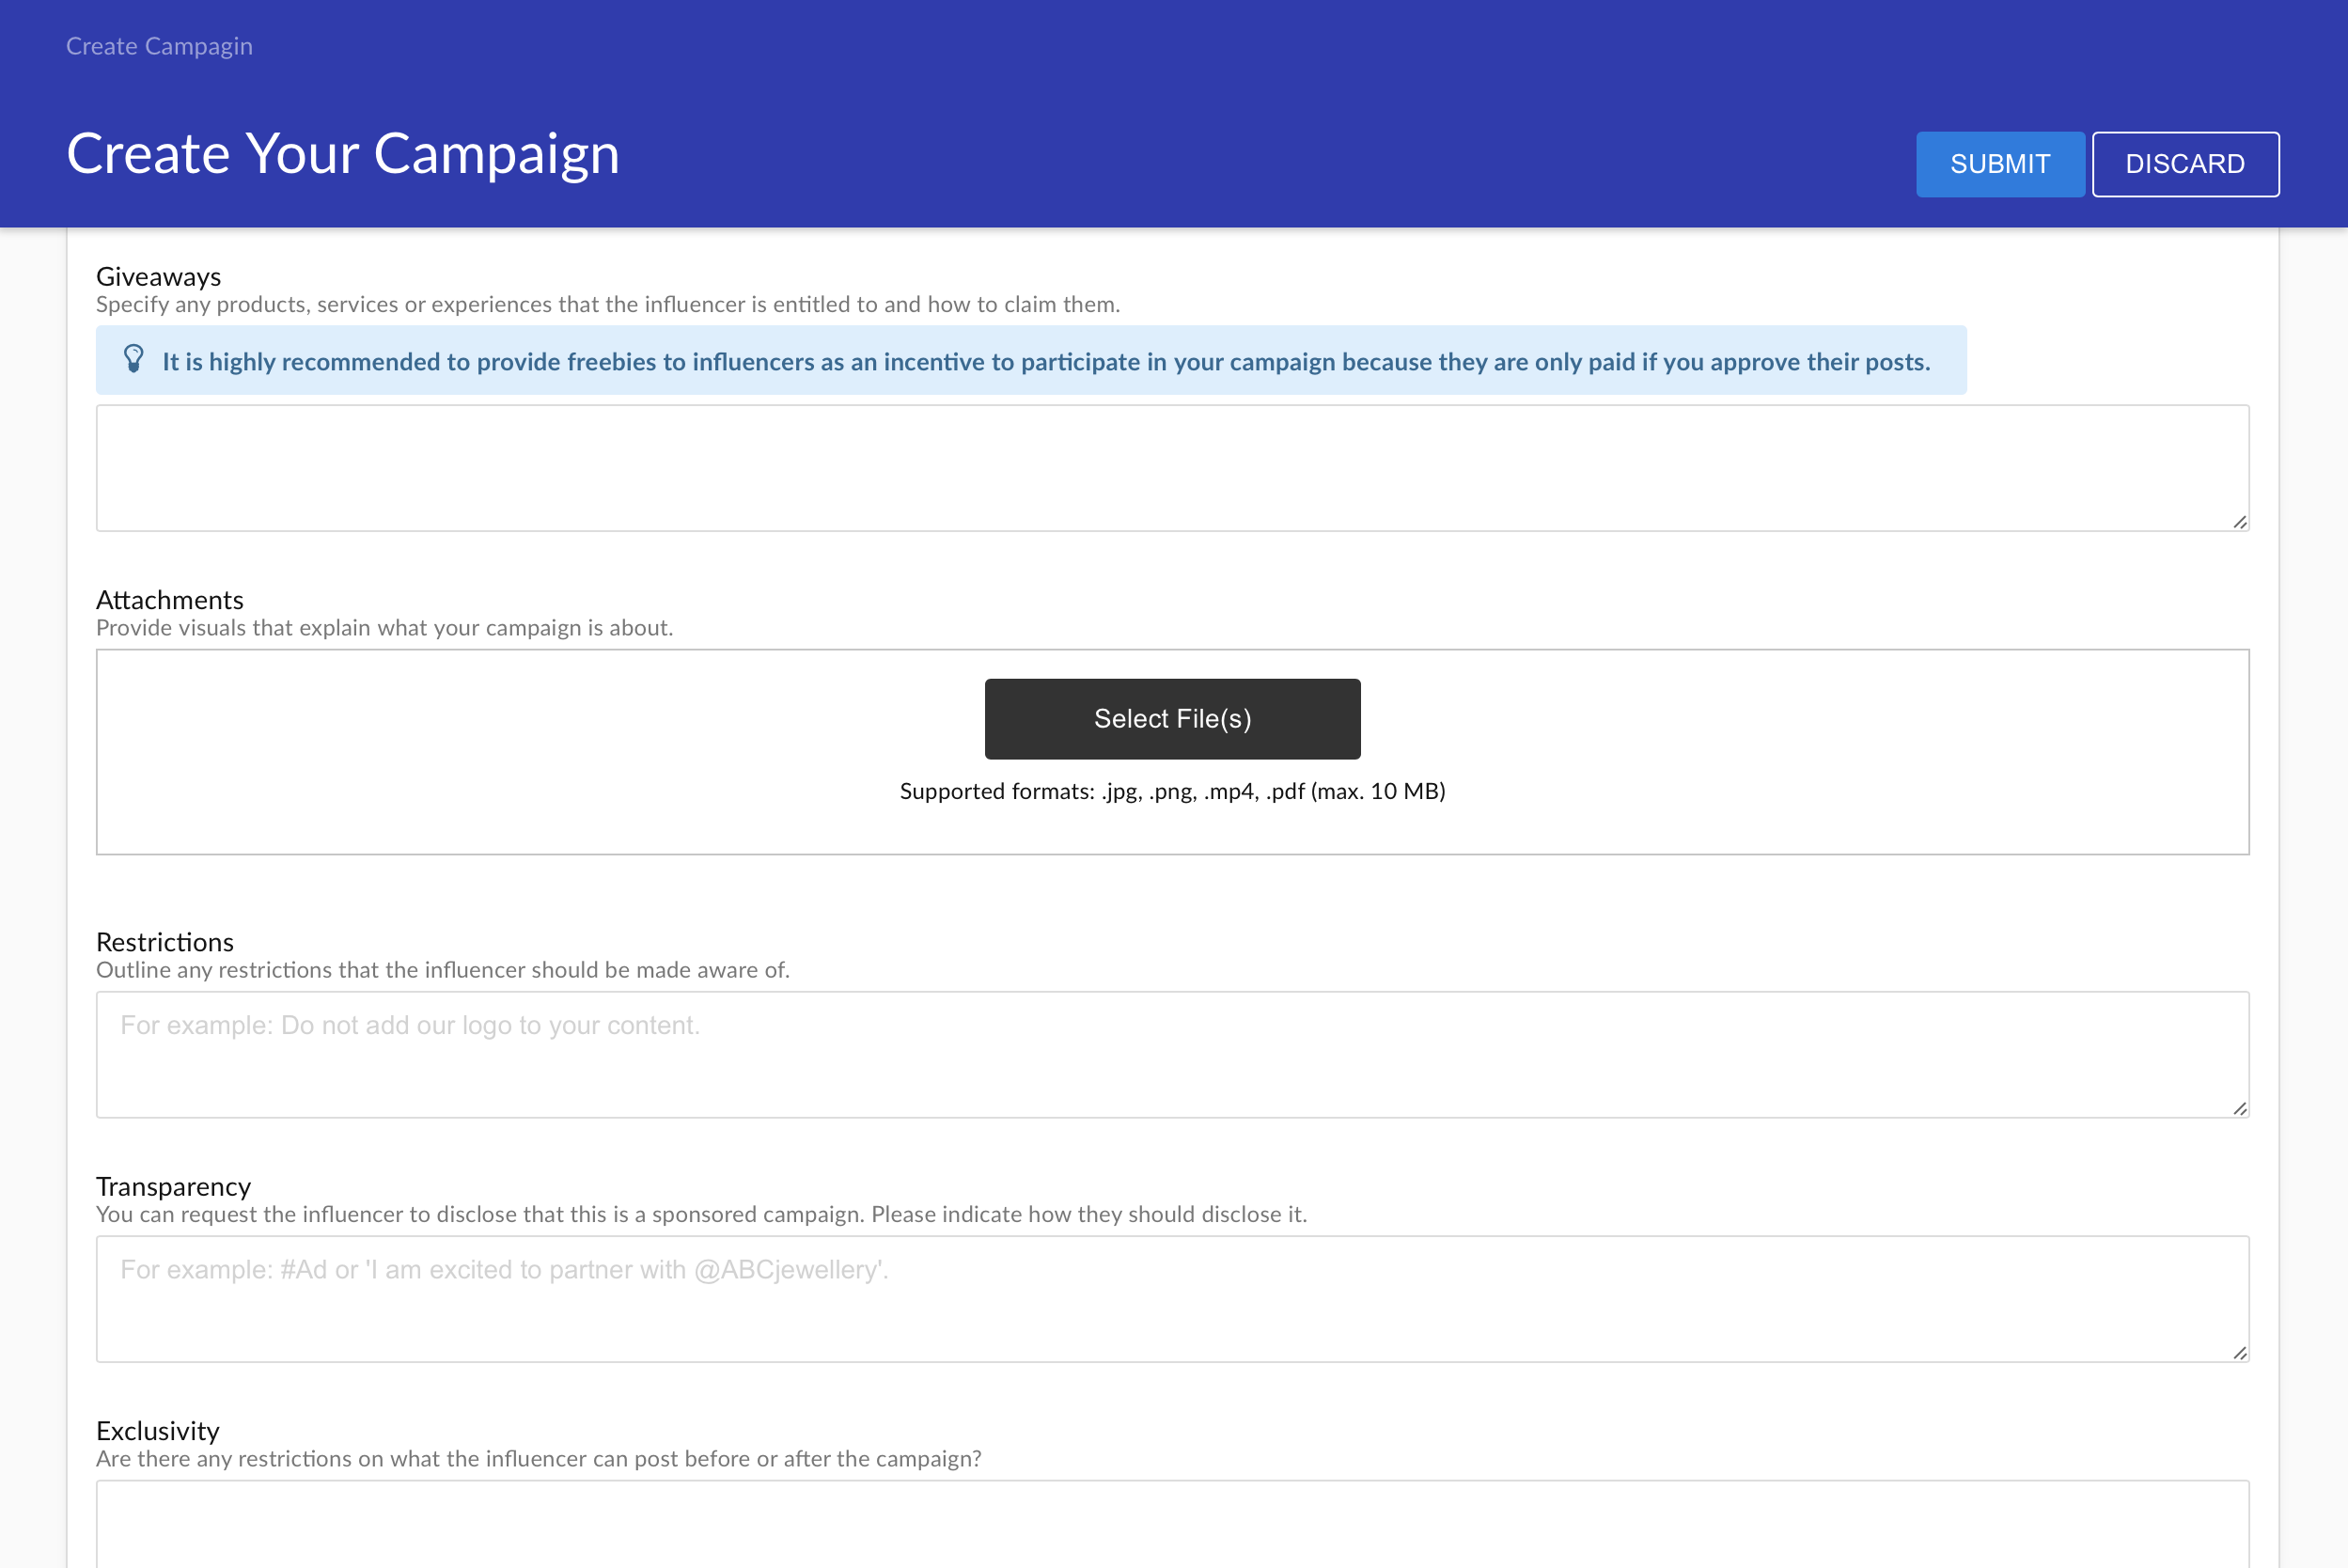 Create Campagin
Create Your Campaign
SUBMIT
DISCARD
Giveaways
Specify any products, services or experiences that the influencer is entitled to and how to claim them.
It is highly recommended to provide freebies to influencers as an incentive to participate in your campaign because they are only paid if you approve their posts.
Attachments
Provide visuals that explain what your campaign is about.
Select File(s)
Supported formats: .jpg, .png, .mp4, .pdf (max. 10 MB)
Restrictions
Outline any restrictions that the influencer should be made aware of.
For example: Do not add our logo to your content.
Transparency
You can request the influencer to disclose that this is a sponsored campaign. Please indicate how they should disclose it.
For example: #Ad or 'I am excited to partner with @ABCjewellery'.
Exclusivity
Are there any restrictions on what the influencer can post before or after the campaign?